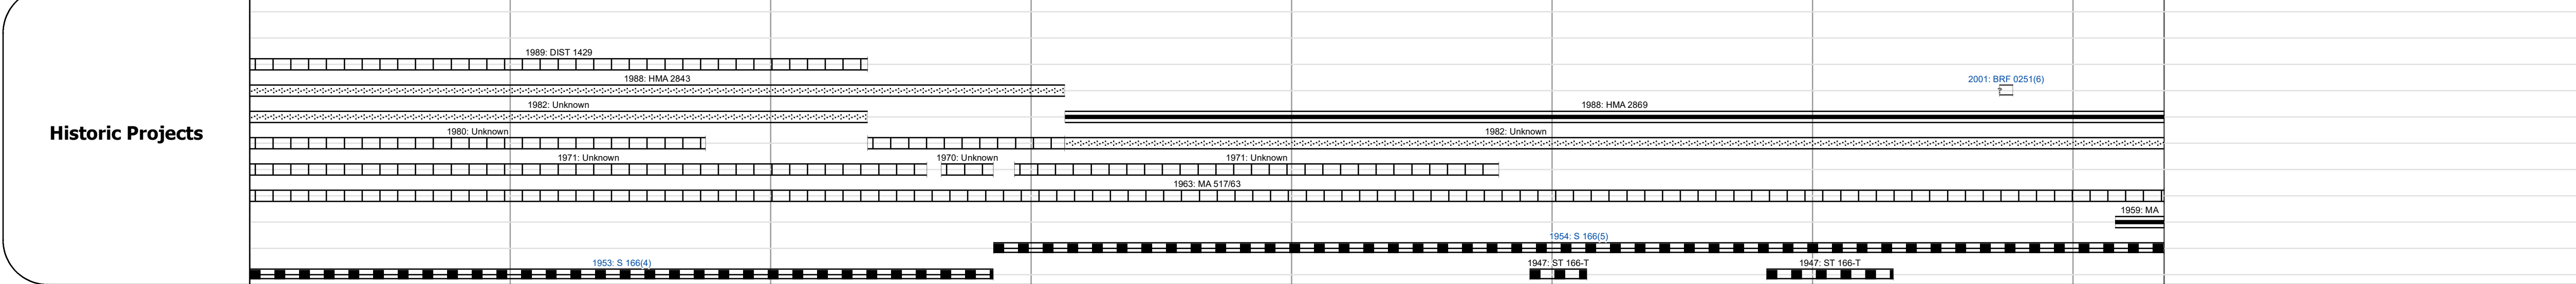 1989: DIST 1429
1988: HMA 2843
2001: BRF 0251(6)
1982: Unknown
1988: HMA 2869
Historic Projects
1980: Unknown
1982: Unknown
1971: Unknown
1970: Unknown
1971: Unknown
1963: MA 517/63
1959: MA
1954: S 166(5)
1953: S 166(4)
1947: ST 166-T
1947: ST 166-T